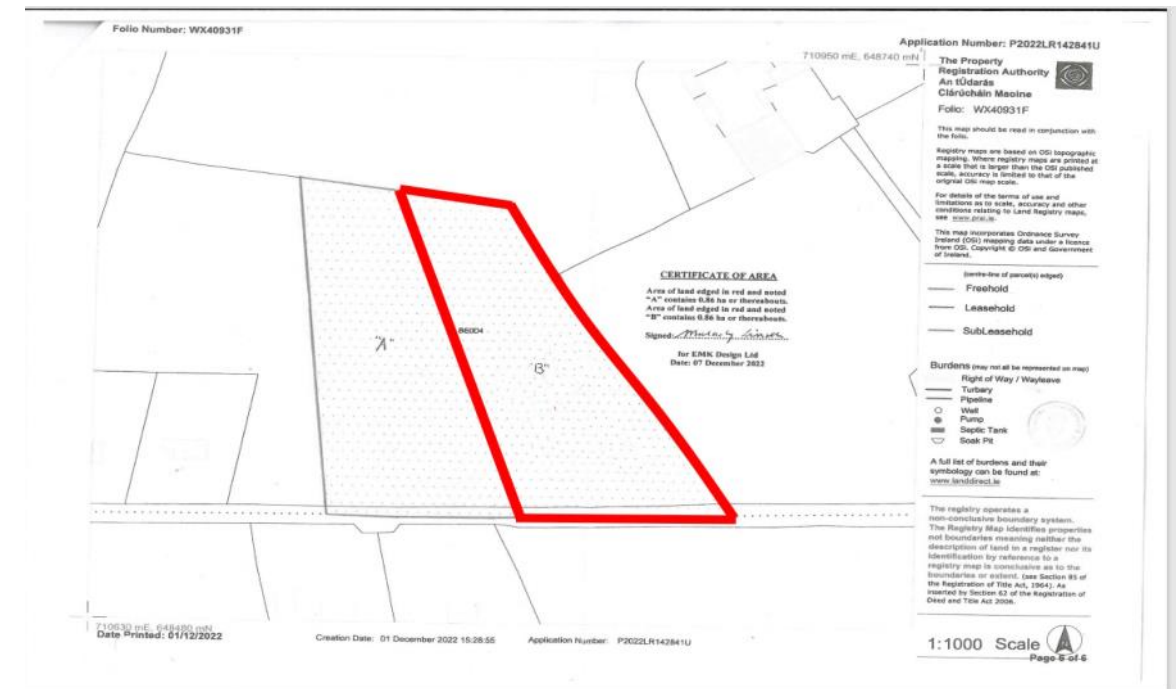 Folio Number: WX40931F
Application Number: P2022LR142841U
710950 mE, 648740 mN
The Property
Registration Authority
An tÚdarás
Clárúcháin Maoine
Folio: WX40931F
This map should be read in conjunction with
the folio.
Registry maps are based on OSi topographic
mapping. Where registry maps are printed at
a scale that is larger than the OSi published
scale, accuracy is limited to that of the
original OSi map scale.
For details of the terms of use and
limitations as to scale, accuracy and other
conditions relating to Land Registry maps,
see www.prai.ie.
This map incorporates Ordnance Survey
Ireland (OSi) mapping data under a licence
from OSi. Copyright © OSi and Government
of Ireland.
(centre-line of parcel(s) edged)
Freehold
Leasehold
SubLeasehold
Burdens (may not all be represented on map)
Right of Way / Wayleave
Turbary
Pipeline
Well
Pump
Septic Tank
Soak Pit
A full list of burdens and their
symbology can be found at:
www.landdirect.ie
The registry operates a
non-conclusive boundary system.
The Registry Map identifies properties
not boundaries meaning neither the
description of land in a register nor its
identification by reference to a
registry map is conclusive as to the
boundaries or extent. (see Section 85 of
the Registration of Title Act, 1964). As
inserted by Section 62 of the Registration of
Deed and Title Act 2006.
1:1000 Scale
Page 6 of 6
CERTIFICATE OF AREA
Area of land edged in red and noted
"A" contains 0.86 ha or thereabouts.
Area of land edged in red and noted
"B" contains 0.86 ha or thereabouts.
Signed:
for EMK Design Ltd
Date: 07 December 2022
"A"
B6004
"B"
710630 mE, 648480 mN
Date Printed: 01/12/2022
Creation Date: 01 December 2022 15:28:55
Application Number: P2022LR142841U